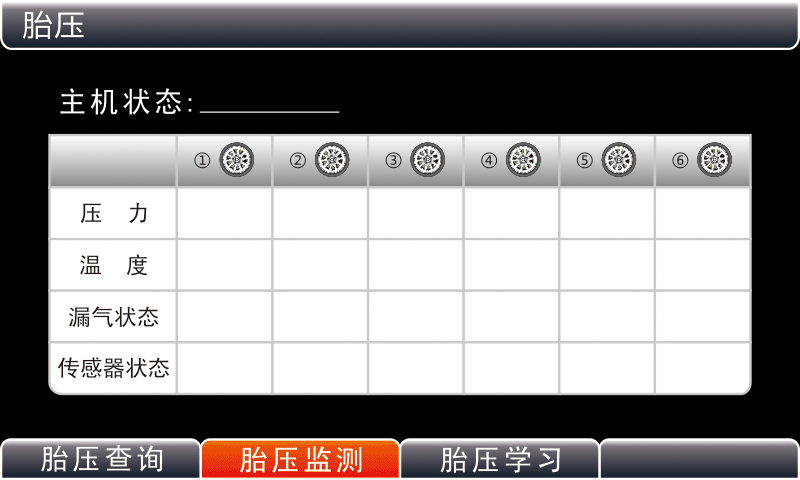 胎压
主机状态:
① ② ③ ④ ⑤ ⑥
压 力
温 度
漏气状态
传感器状态
胎压查询 胎压监测 胎压学习